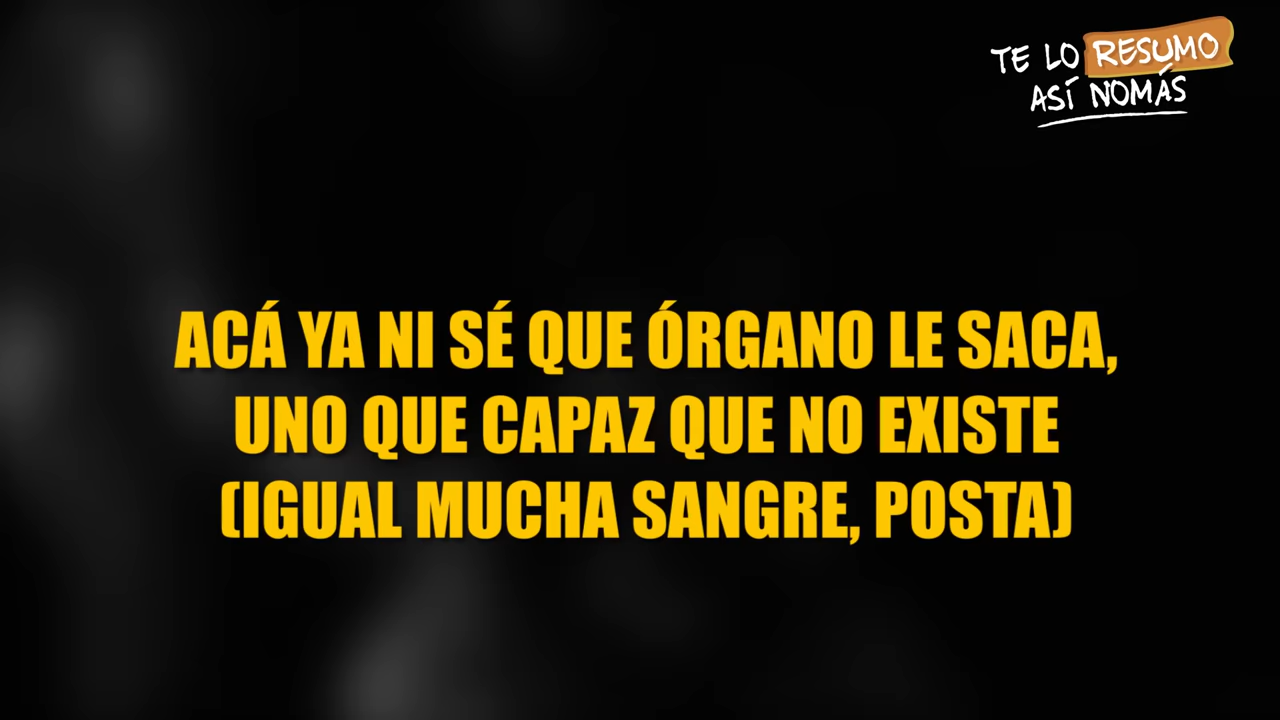 TE LO RESUMO
ASÍ NOMÁS
ACÁ YA NI SÉ QUE ÓRGANO LE SACA,
UNO QUE CAPAZ QUE NO EXISTE
(IGUAL MUCHA SANGRE, POSTA)